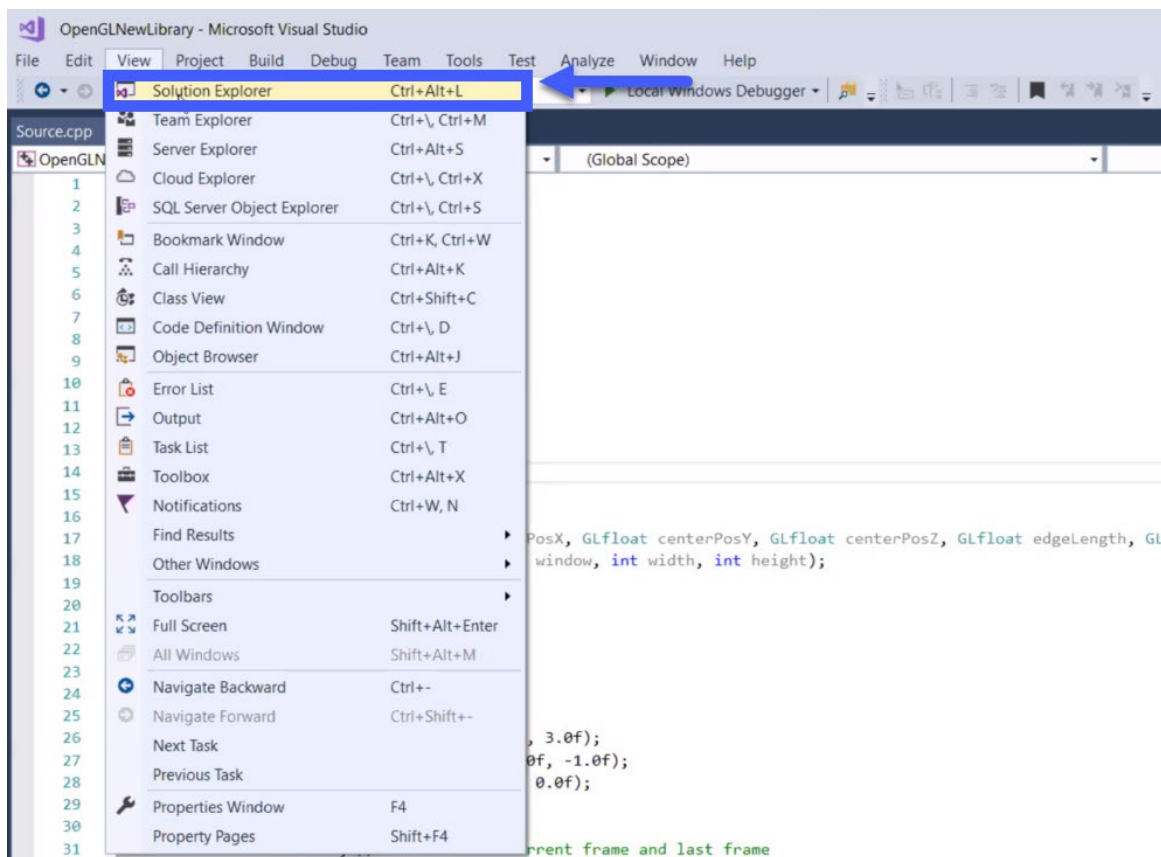 OpenGLNewLibrary - Microsoft Visual Studio
File Edit View Project Build Debug Team Tools Test Analyze Window Help
Solution Explorer Ctrl+Alt+L
Local Windows Debugger
Source.cpp
Team Explorer Ctrl+\, Ctrl+M
Server Explorer Ctrl+Alt+S
OpenGLN (Global Scope)
Cloud Explorer Ctrl+\, Ctrl+X
1
2 SQL Server Object Explorer Ctrl+\, Ctrl+S
3 Bookmark Window Ctrl+K, Ctrl+W
4
5 Call Hierarchy Ctrl+Alt+K
6 Class View Ctrl+Shift+C
7 Code Definition Window Ctrl+\, D
8
9 Object Browser Ctrl+Alt+J
10 Error List Ctrl+\, E
11 Output Ctrl+Alt+O
12
13 Task List Ctrl+\, T
14 Toolbox Ctrl+Alt+X
15 Notifications Ctrl+W, N
16
17 Find Results PosX, GLfloat centerPosY, GLfloat centerPosZ, GLfloat edgeLength, GL
18 Other Windows window, int width, int height);
19
20 Toolbars
21 Full Screen Shift+Alt+Enter
22 All Windows Shift+Alt+M
23
24 Navigate Backward Ctrl+-
25 Navigate Forward Ctrl+Shift+-
26 Next Task , 3.0f);
27 Previous Task 0f, -1.0f);
28 0.0f);
29 Properties Window F4
30 Property Pages Shift+F4
31 rrent frame and last frame